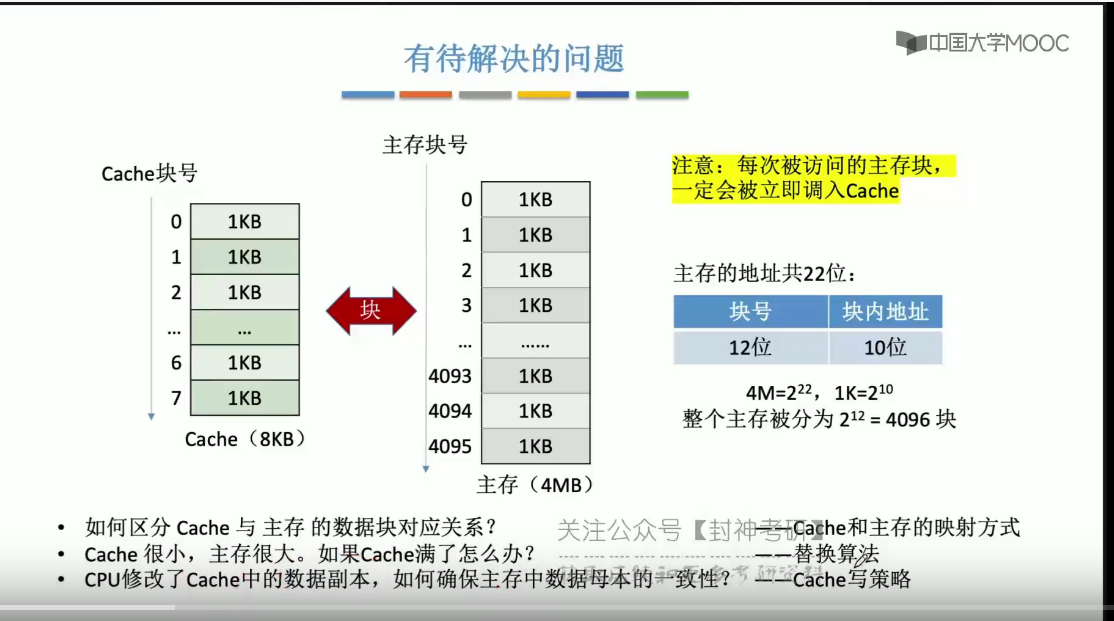 中国大学MOOC
有待解决的问题
主存块号
Cache块号
0 1KB
1 1KB
2 1KB
... ...
6 1KB
7 1KB
Cache（8KB）
块
0 1KB
1 1KB
2 1KB
3 1KB
... ......
4093 1KB
4094 1KB
4095 1KB
主存（4MB）
注意：每次被访问的主存块，
一定会被立即调入Cache
主存的地址共22位：
块号 块内地址
12位 10位
4M=2²²，1K=2¹⁰
整个主存被分为 2¹² = 4096 块
• 如何区分 Cache 与 主存 的数据块对应关系？ ——Cache和主存的映射方式
关注公众号【封神考研】
• Cache 很小，主存很大。如果Cache满了怎么办？ ——替换算法
• CPU修改了Cache中的数据副本，如何确保主存中数据母本的一致性？ ——Cache写策略